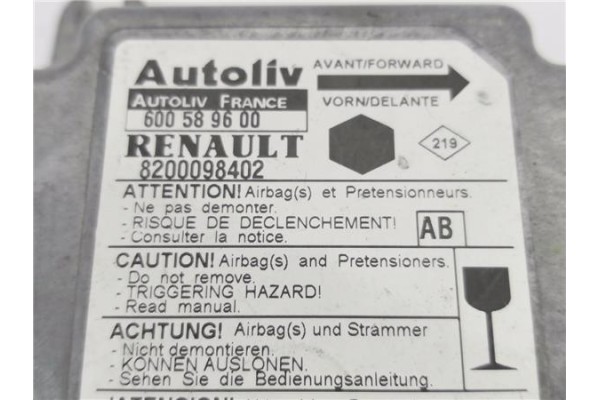 Autoliv
AVANT/FORWARD
AUTOLIV FRANCE
VORN/DELANTE
600 58 96 00
RENAULT
219
8200098402
ATTENTION! Airbag(s) et Pretensionneurs.
- Ne pas demonter.
- RISQUE DE DECLENCHEMENT!
AB
- Consulter la notice.
CAUTION! Airbag(s) and Pretensioners.
- Do not remove.
- TRIGGERING HAZARD!
- Read manual.
ACHTUNG! Airbag(s) und Strammer
- Nicht demontieren.
- KÖNNEN AUSLÖNEN.
- Sehen Sie die Bedienungsanleitung.